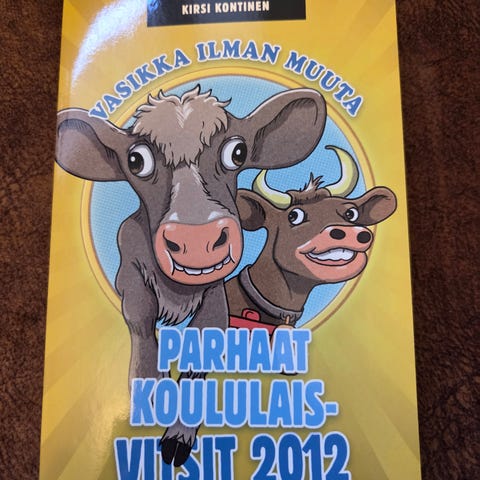 KIRSI KONTINEN
VASIKKA ILMAN MUUTA
PARHAAT
KOULULAIS-
VITSIT 2012